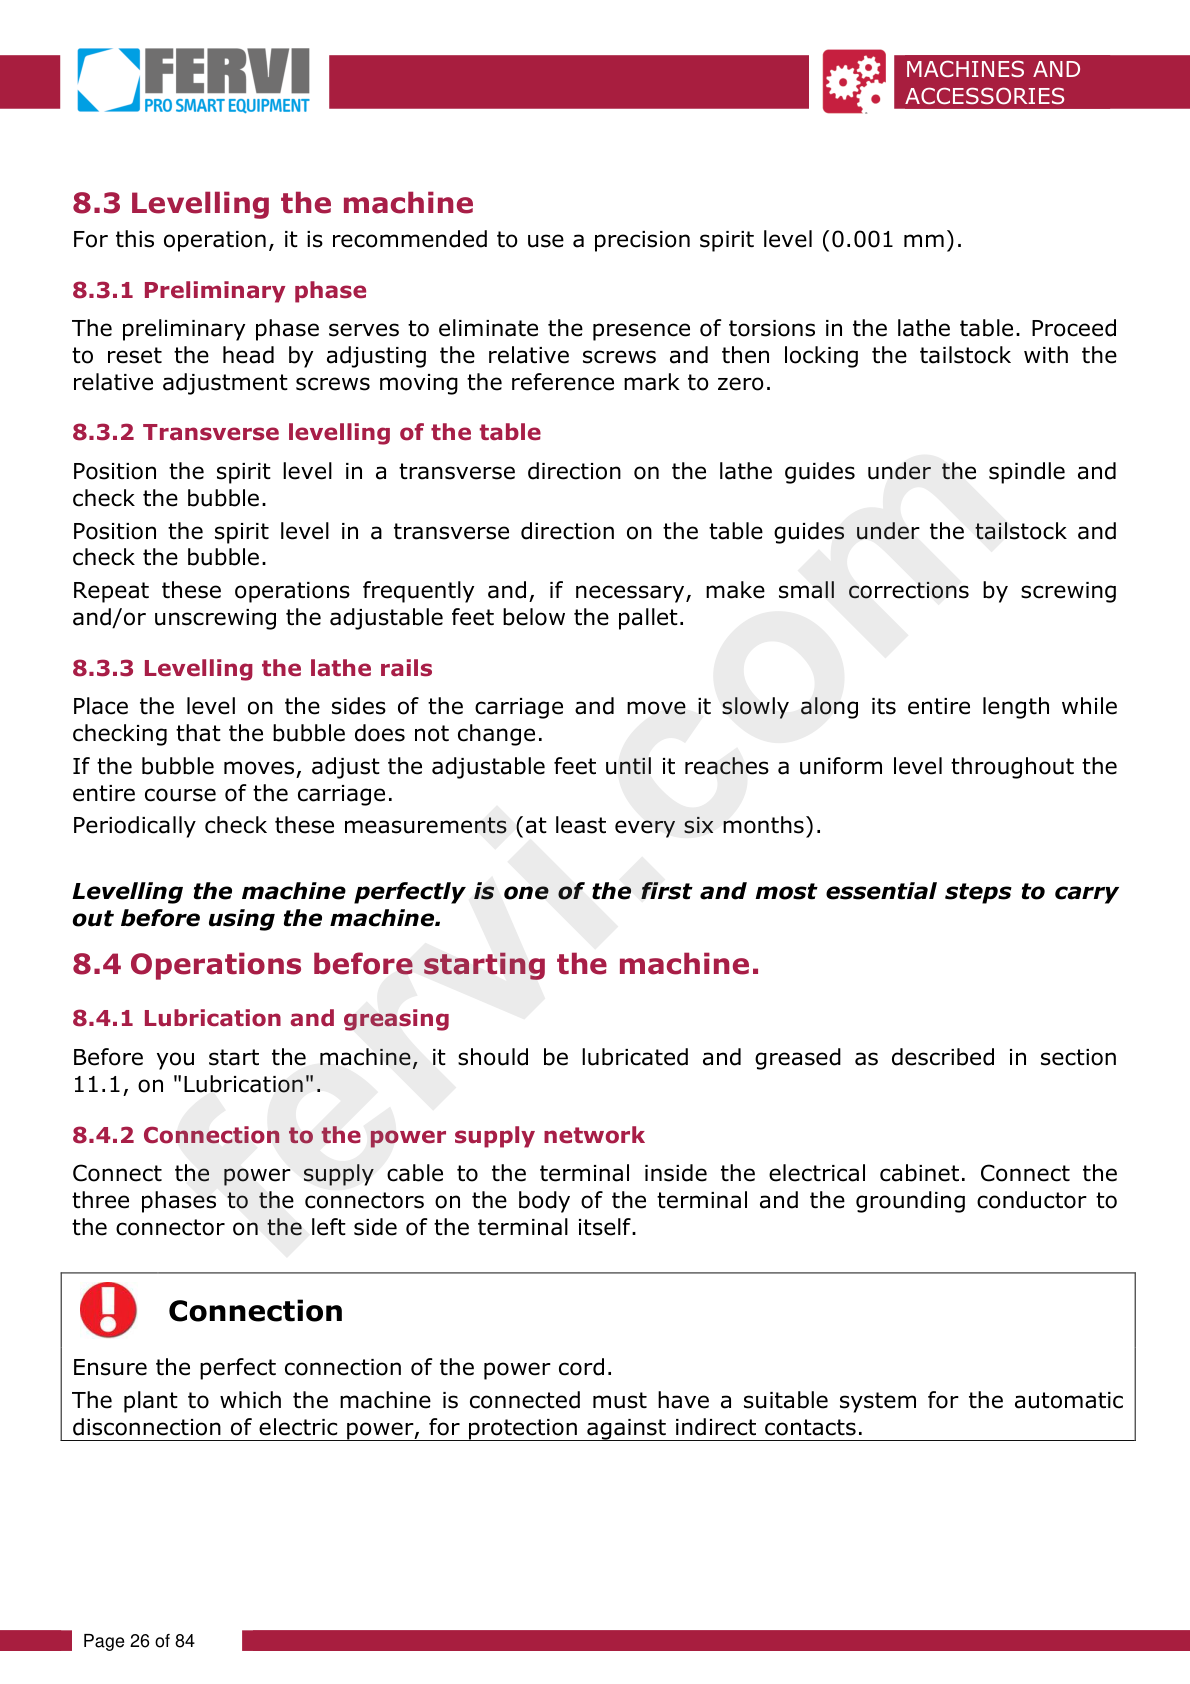 FERVI
PRO SMART EQUIPMENT
MACHINES AND
ACCESSORIES
8.3 Levelling the machine
For this operation, it is recommended to use a precision spirit level (0.001 mm).
8.3.1 Preliminary phase
The preliminary phase serves to eliminate the presence of torsions in the lathe table. Proceed
to reset the head by adjusting the relative screws and then locking the tailstock with the
relative adjustment screws moving the reference mark to zero.
8.3.2 Transverse levelling of the table
Position the spirit level in a transverse direction on the lathe guides under the spindle and
check the bubble.
Position the spirit level in a transverse direction on the table guides under the tailstock and
check the bubble.
Repeat these operations frequently and, if necessary, make small corrections by screwing
and/or unscrewing the adjustable feet below the pallet.
8.3.3 Levelling the lathe rails
Place the level on the sides of the carriage and move it slowly along its entire length while
checking that the bubble does not change.
If the bubble moves, adjust the adjustable feet until it reaches a uniform level throughout the
entire course of the carriage.
Periodically check these measurements (at least every six months).
Levelling the machine perfectly is one of the first and most essential steps to carry
out before using the machine.
8.4 Operations before starting the machine.
8.4.1 Lubrication and greasing
Before you start the machine, it should be lubricated and greased as described in section
11.1, on "Lubrication".
8.4.2 Connection to the power supply network
Connect the power supply cable to the terminal inside the electrical cabinet. Connect the
three phases to the connectors on the body of the terminal and the grounding conductor to
the connector on the left side of the terminal itself.
Connection
Ensure the perfect connection of the power cord.
The plant to which the machine is connected must have a suitable system for the automatic
disconnection of electric power, for protection against indirect contacts.
fervi.com
Page 26 of 84